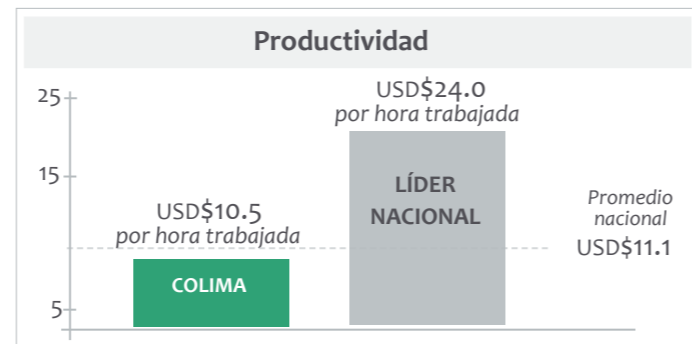 Productividad
25
USD$24.0
por hora trabajada
15
LÍDER
NACIONAL
USD$10.5
por hora trabajada
Promedio
nacional
USD$11.1
COLIMA
5